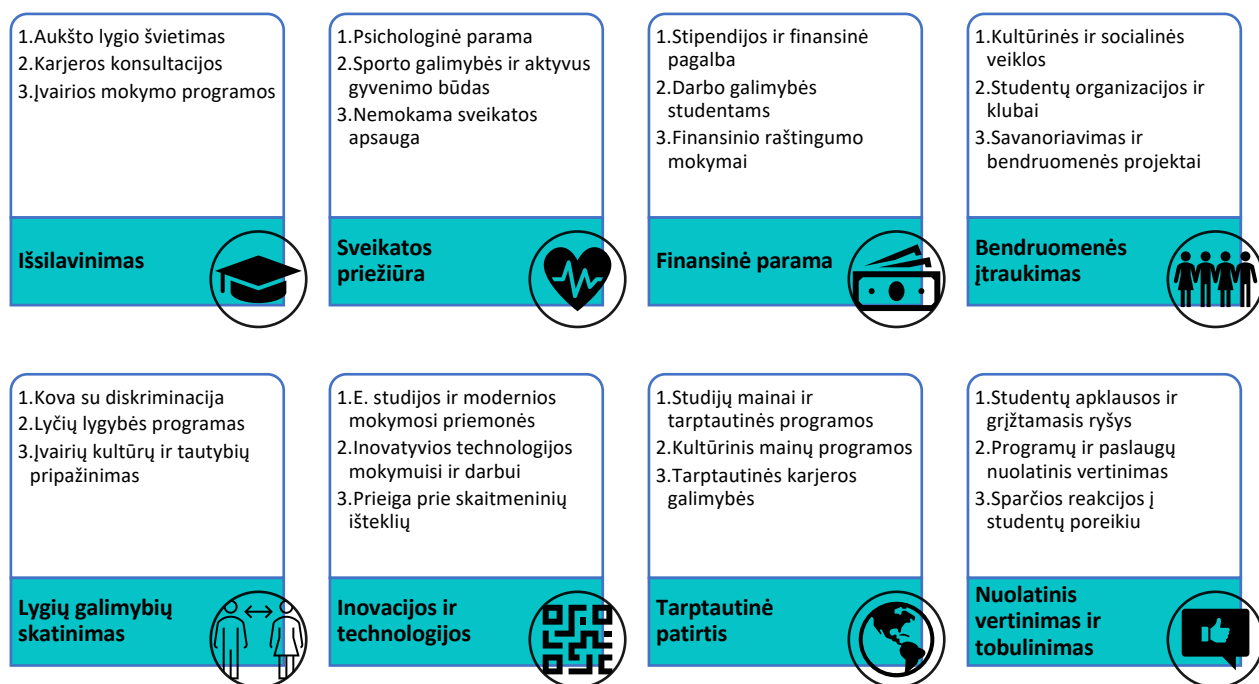 1.Aukšto lygio švietimas
2.Karjeros konsultacijos
3.Įvairios mokymo programos
Išsilavinimas
1.Psichologinė parama
2.Sporto galimybės ir aktyvus
gyvenimo būdas
3.Nemokama sveikatos
apsauga
Sveikatos
priežiūra
1.Stipendijos ir finansinė
pagalba
2.Darbo galimybės
studentams
3.Finansinio raštingumo
mokymai
Finansinė parama
1.Kultūrinės ir socialinės
veiklos
2.Studentų organizacijos ir
klubai
3.Savanoriavimas ir
bendruomenės projektai
Bendruomenės
įtraukimas
1.Kova su diskriminacija
2.Lyčių lygybės programas
3.Įvairių kultūrų ir tautybių
pripažinimas
Lygių galimybių
skatinimas
1.E. studijos ir modernios
mokymosi priemonės
2.Inovatyvios technologijos
mokymuisi ir darbui
3.Prieiga prie skaitmeninių
išteklių
Inovacijos ir
technologijos
1.Studijų mainai ir
tarptautinės programos
2.Kultūrinis mainų programos
3.Tarptautinės karjeros
galimybės
Tarptautinė
patirtis
1.Studentų apklausos ir
grįžtamasis ryšys
2.Programų ir paslaugų
nuolatinis vertinimas
3.Sparčios reakcijos į
studentų poreikiu
Nuolatinis
vertinimas ir
tobulinimas